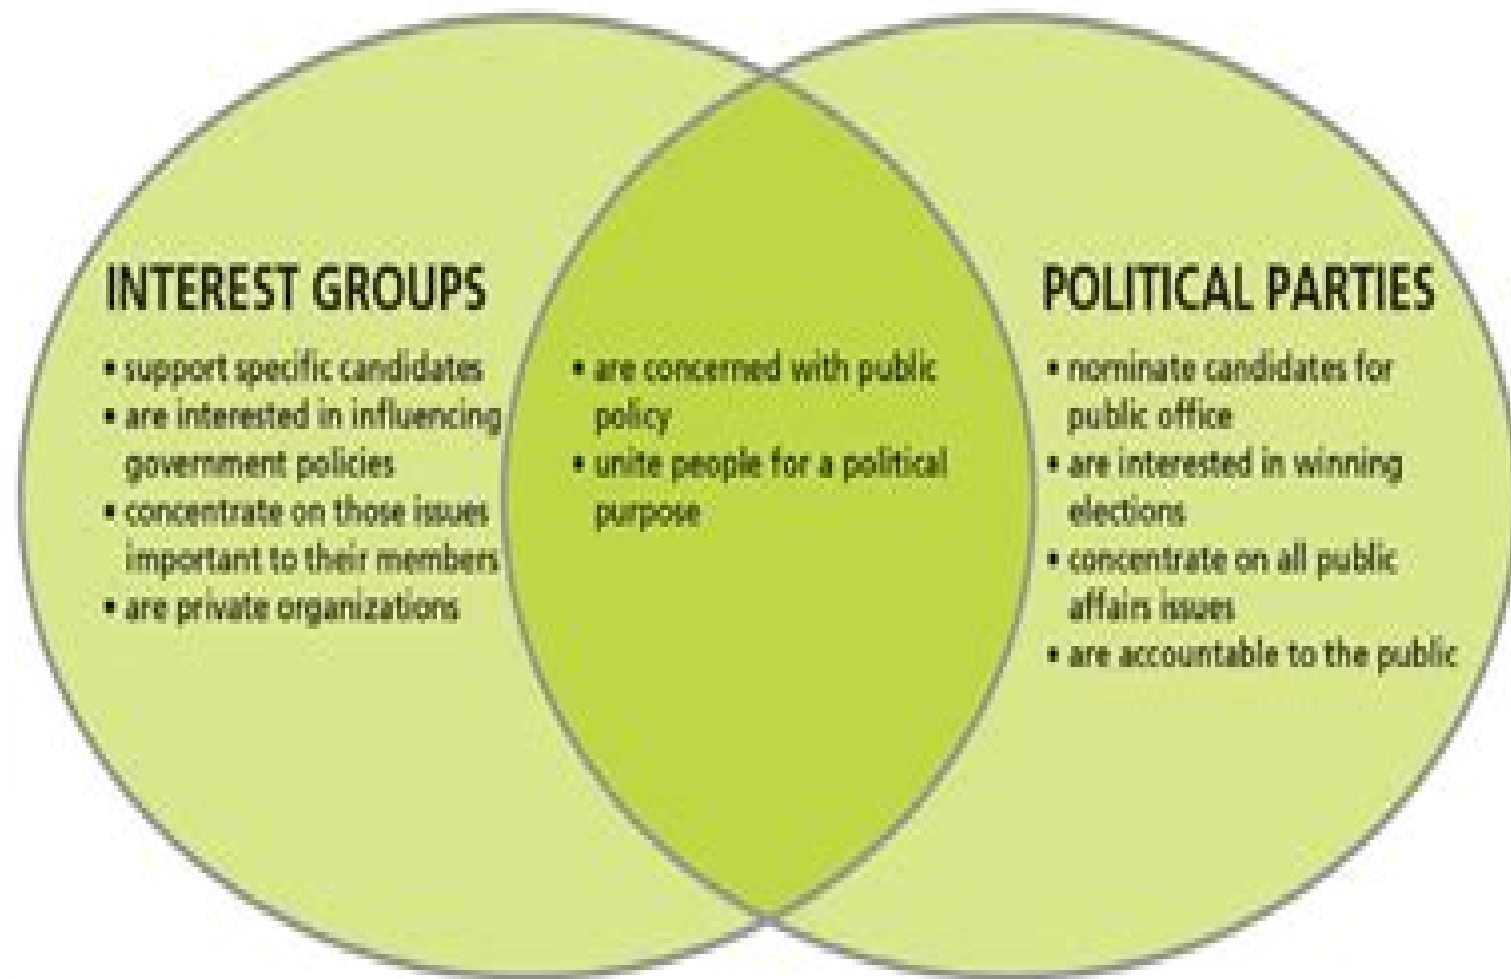 INTEREST GROUPS
• support specific candidates
• are interested in influencing
government policies
• concentrate on those issues
important to their members
• are private organizations
• are concerned with public
policy
• unite people for a political
purpose
POLITICAL PARTIES
• nominate candidates for
public office
• are interested in winning
elections
• concentrate on all public
affairs issues
• are accountable to the public